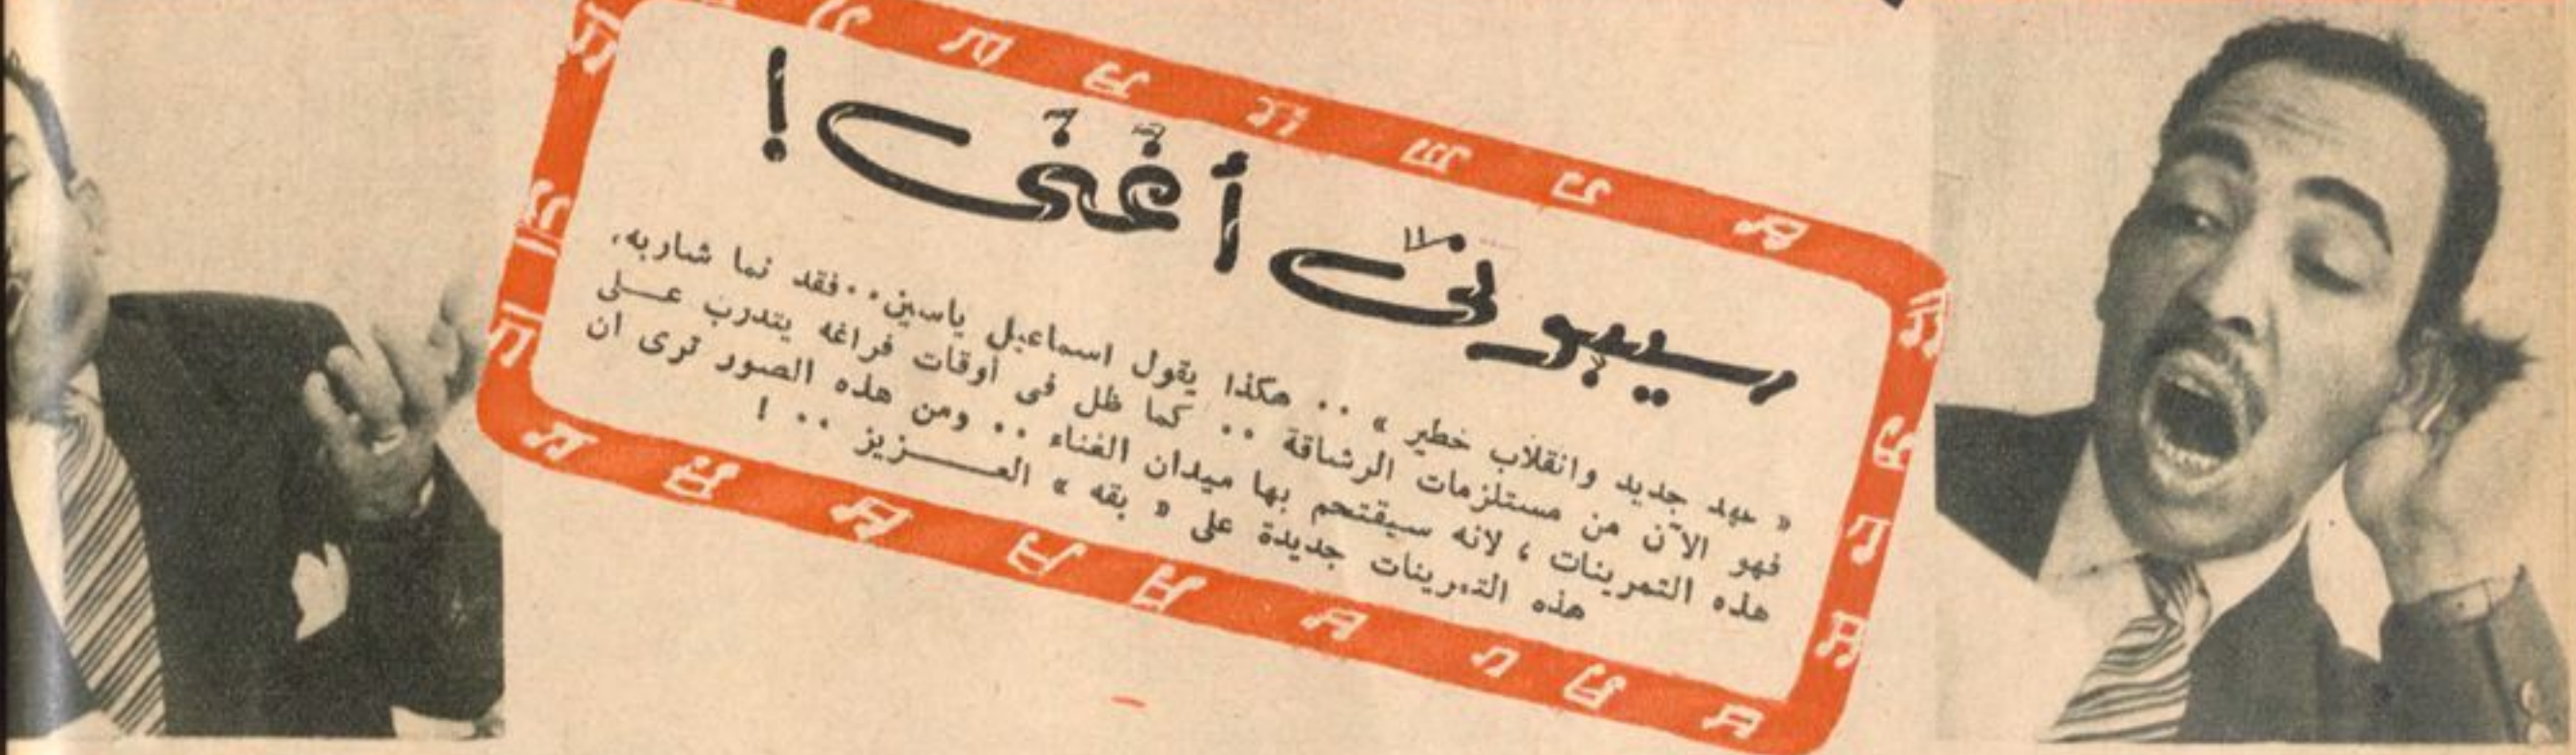 سيبونى أغنى !
« عهد جديد وانقلاب خطير » .. هكذا يقول اسماعيل ياسين .. فقد نما شاربه ،
فهو الآن من مستلزمات الرشاقة .. كما ظل فى أوقات فراغه يتدرب عـلى
هذه التمرينات ، لانه سيقتحم بها ميدان الغناء .. ومن هذه الصور ترى ان
هذه التمرينات جديدة على « بقه » العـــزيز .. !